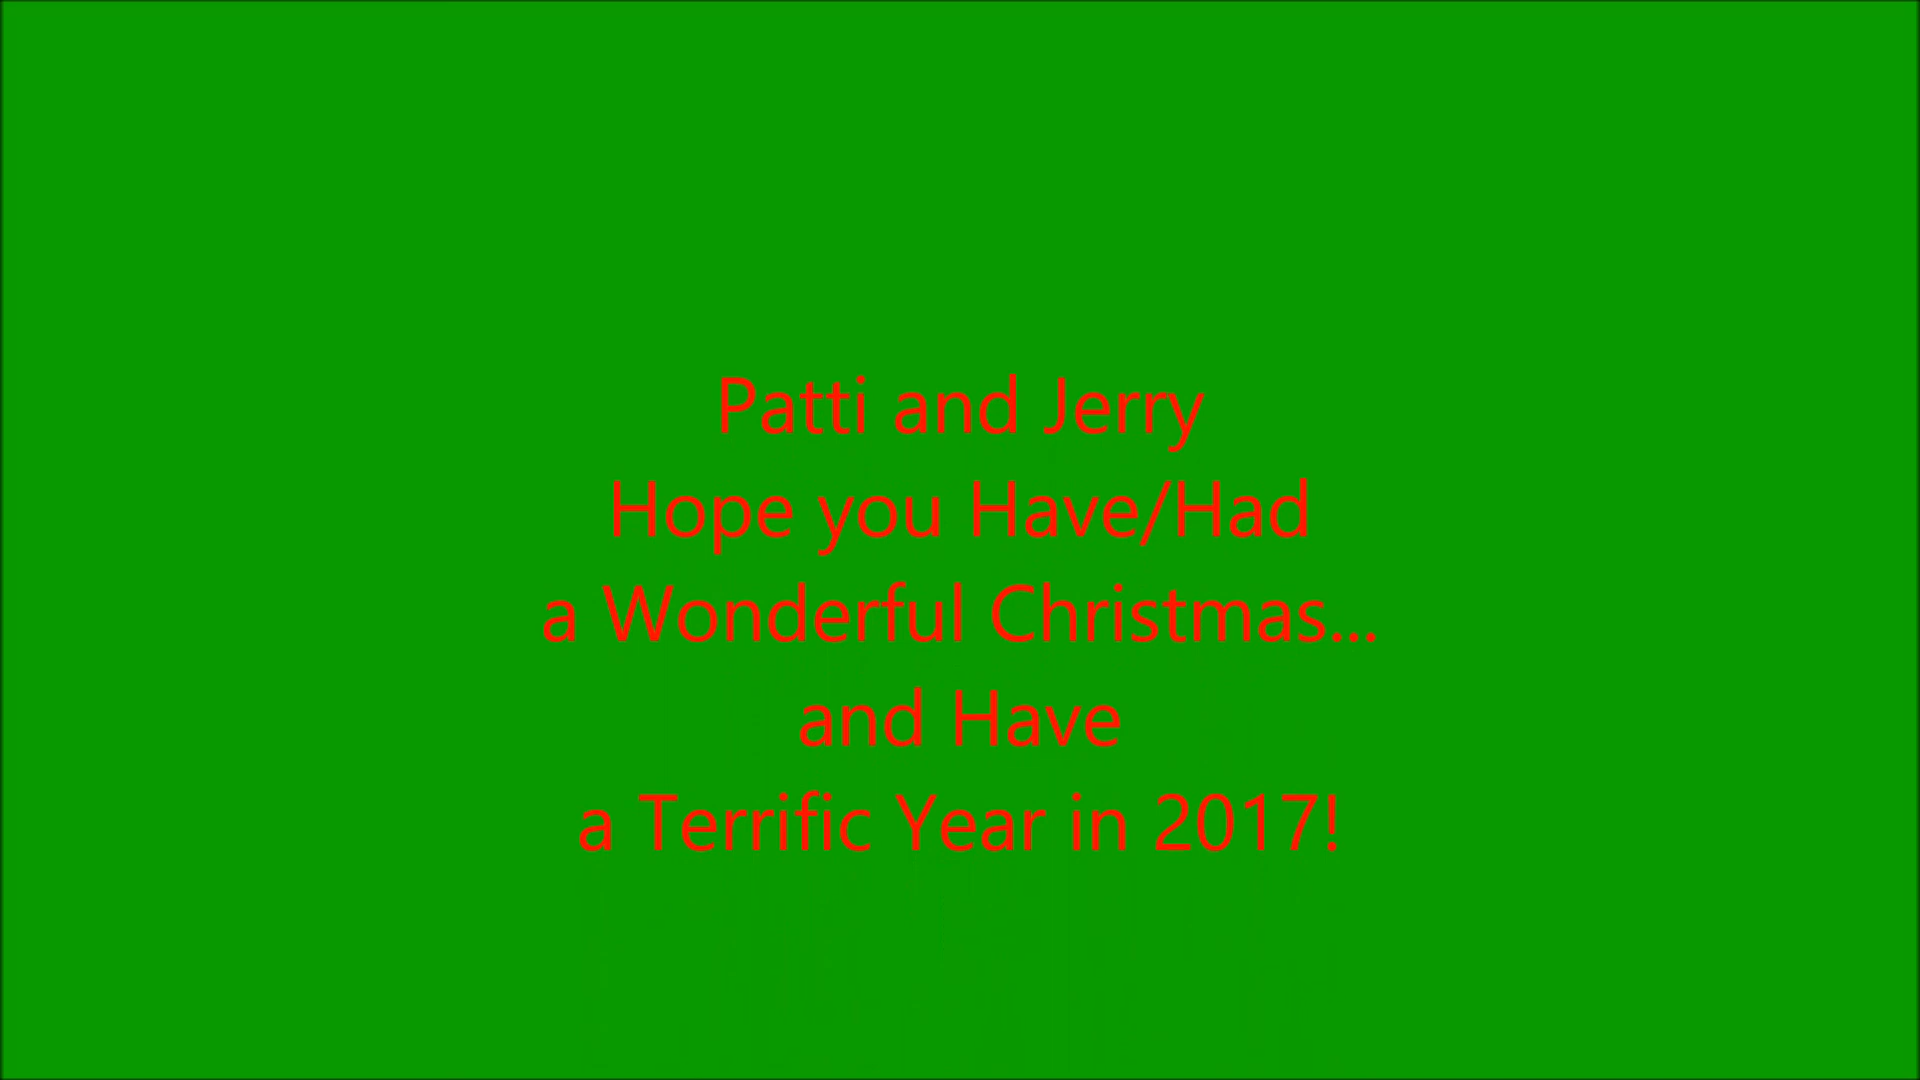 Patti and Jerry
Hope you Have/Had
a Wonderful Christmas...
and Have
a Terrific Year in 2017!